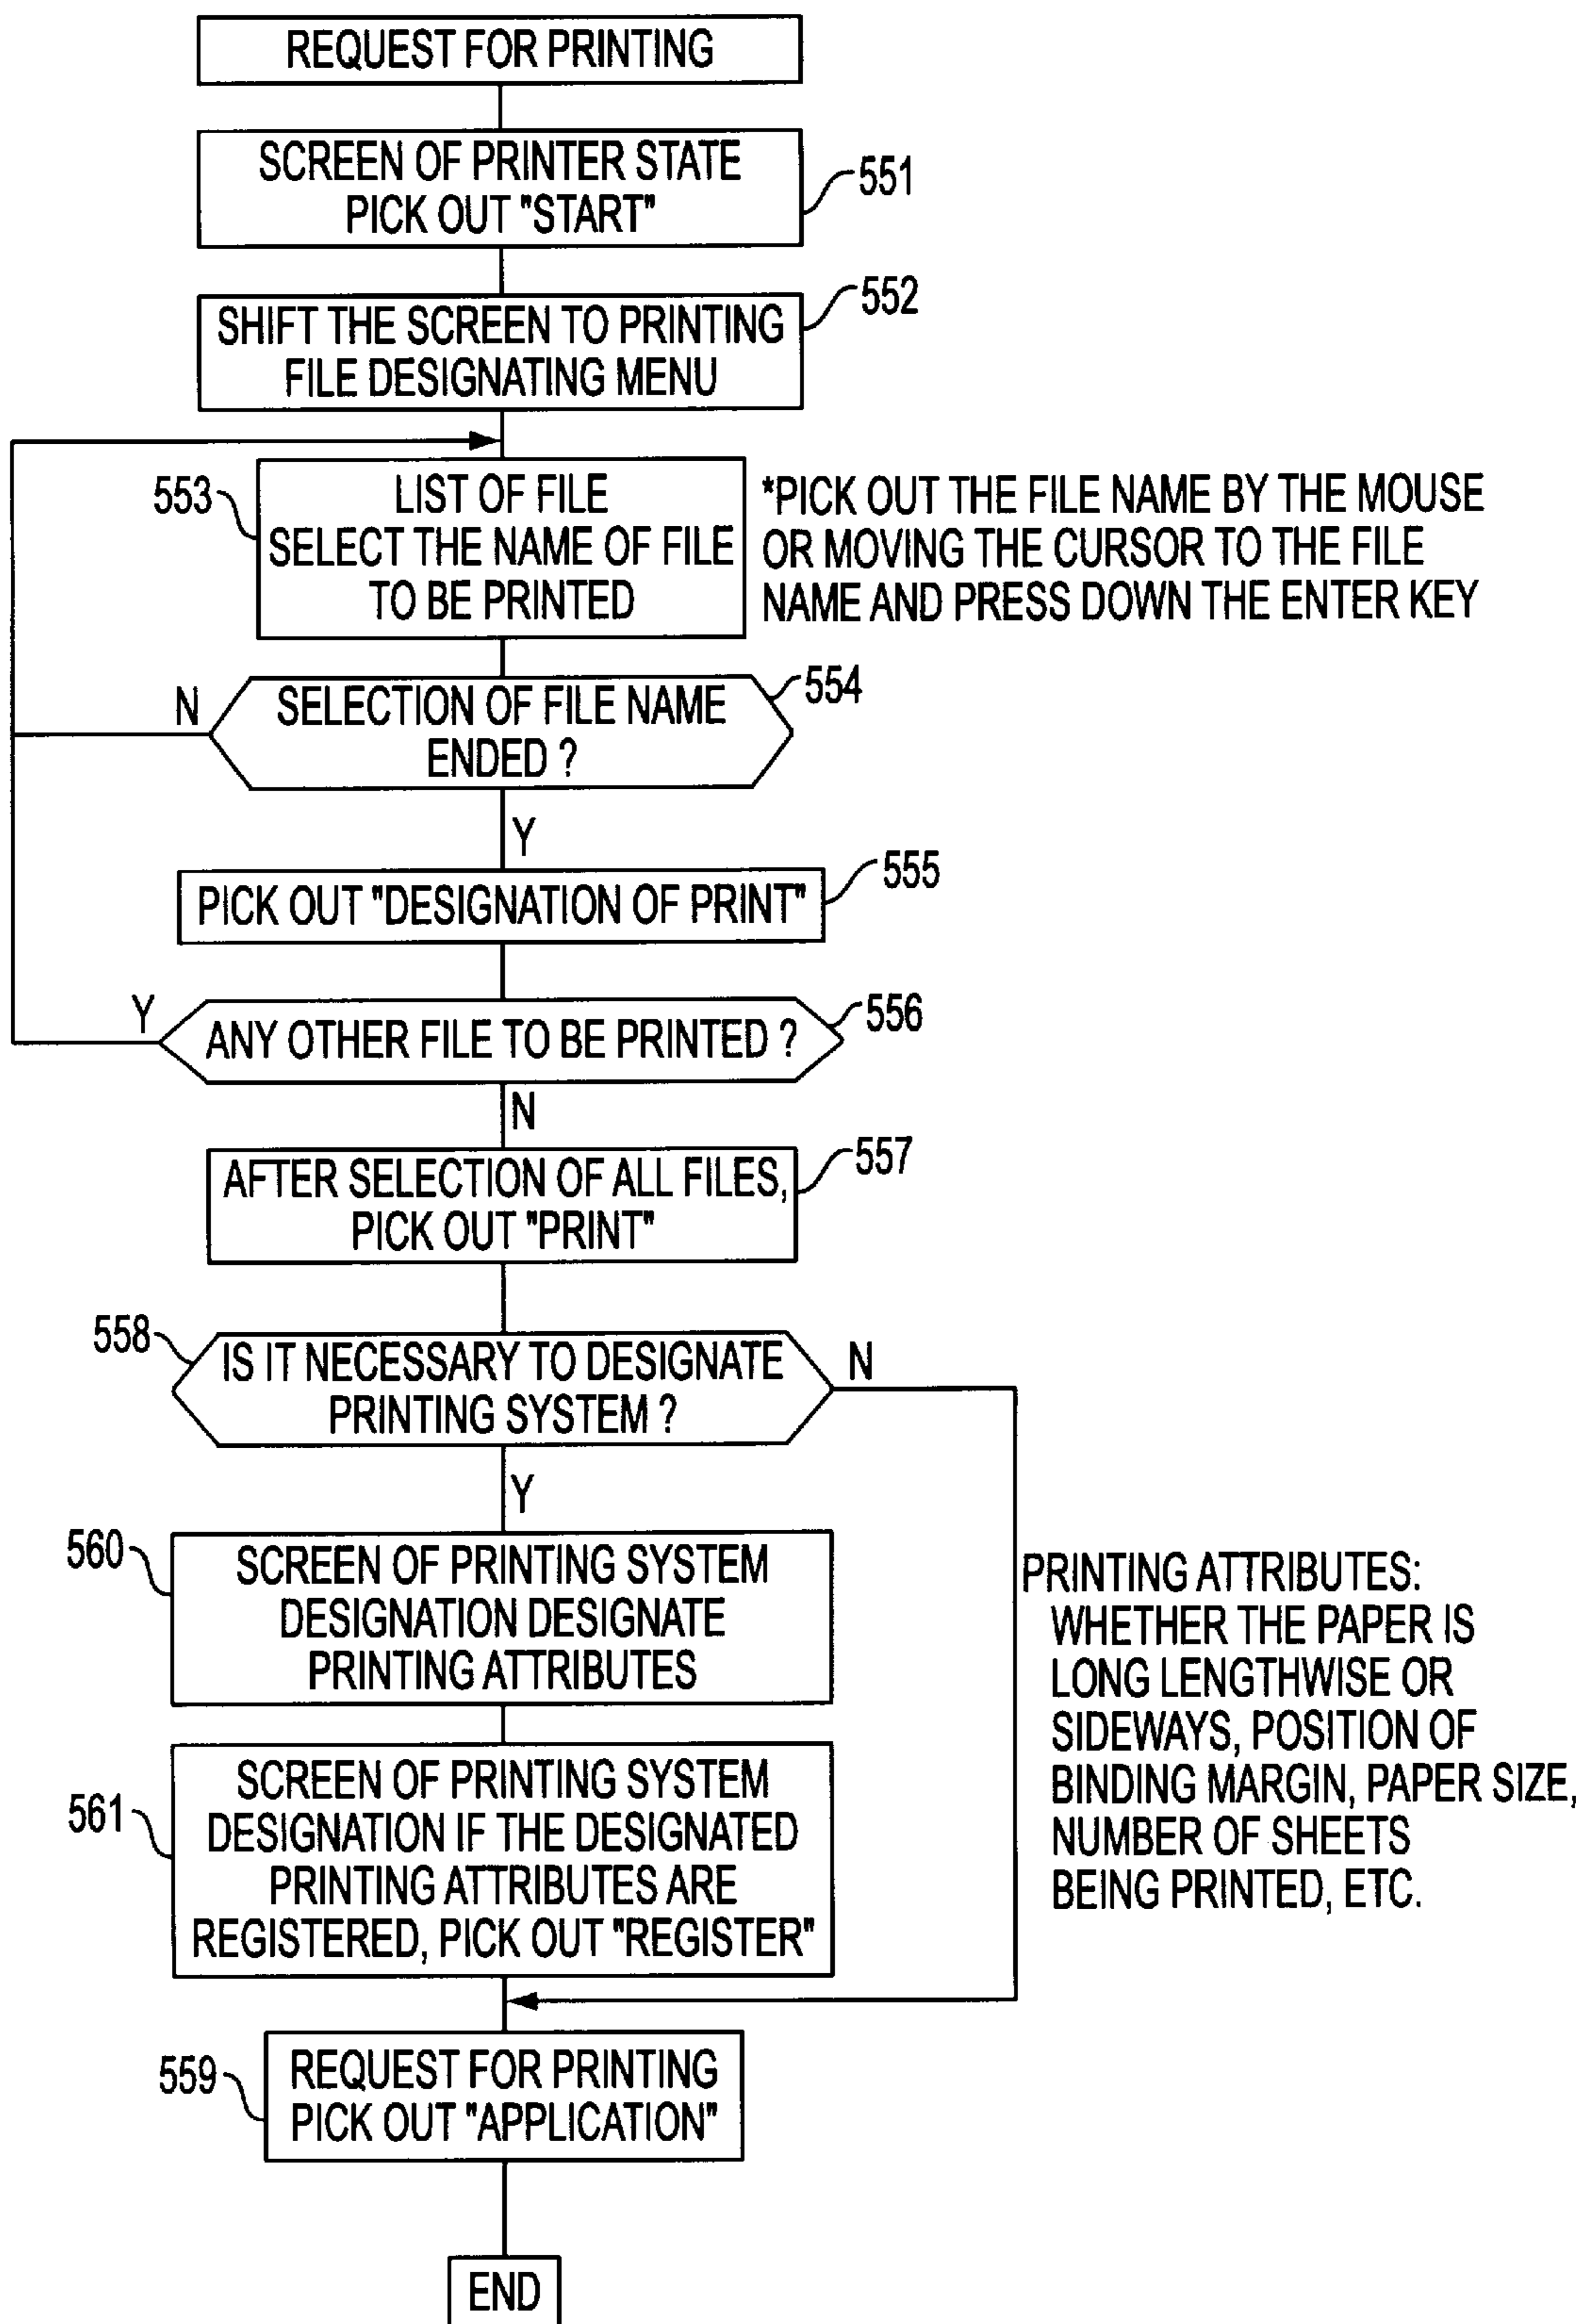 REQUEST FOR PRINTING
SCREEN OF PRINTER STATE
PICK OUT "START"
551
SHIFT THE SCREEN TO PRINTING
FILE DESIGNATING MENU
552
553
LIST OF FILE
SELECT THE NAME OF FILE
TO BE PRINTED
*PICK OUT THE FILE NAME BY THE MOUSE
OR MOVING THE CURSOR TO THE FILE
NAME AND PRESS DOWN THE ENTER KEY
N
SELECTION OF FILE NAME
ENDED ?
554
Y
PICK OUT "DESIGNATION OF PRINT"
555
Y
ANY OTHER FILE TO BE PRINTED ?
556
N
AFTER SELECTION OF ALL FILES,
PICK OUT "PRINT"
557
558
IS IT NECESSARY TO DESIGNATE
PRINTING SYSTEM ?
N
Y
560
SCREEN OF PRINTING SYSTEM
DESIGNATION DESIGNATE
PRINTING ATTRIBUTES
PRINTING ATTRIBUTES:
WHETHER THE PAPER IS
LONG LENGTHWISE OR
SIDEWAYS, POSITION OF
BINDING MARGIN, PAPER SIZE,
NUMBER OF SHEETS
BEING PRINTED, ETC.
561
SCREEN OF PRINTING SYSTEM
DESIGNATION IF THE DESIGNATED
PRINTING ATTRIBUTES ARE
REGISTERED, PICK OUT "REGISTER"
559
REQUEST FOR PRINTING
PICK OUT "APPLICATION"
END